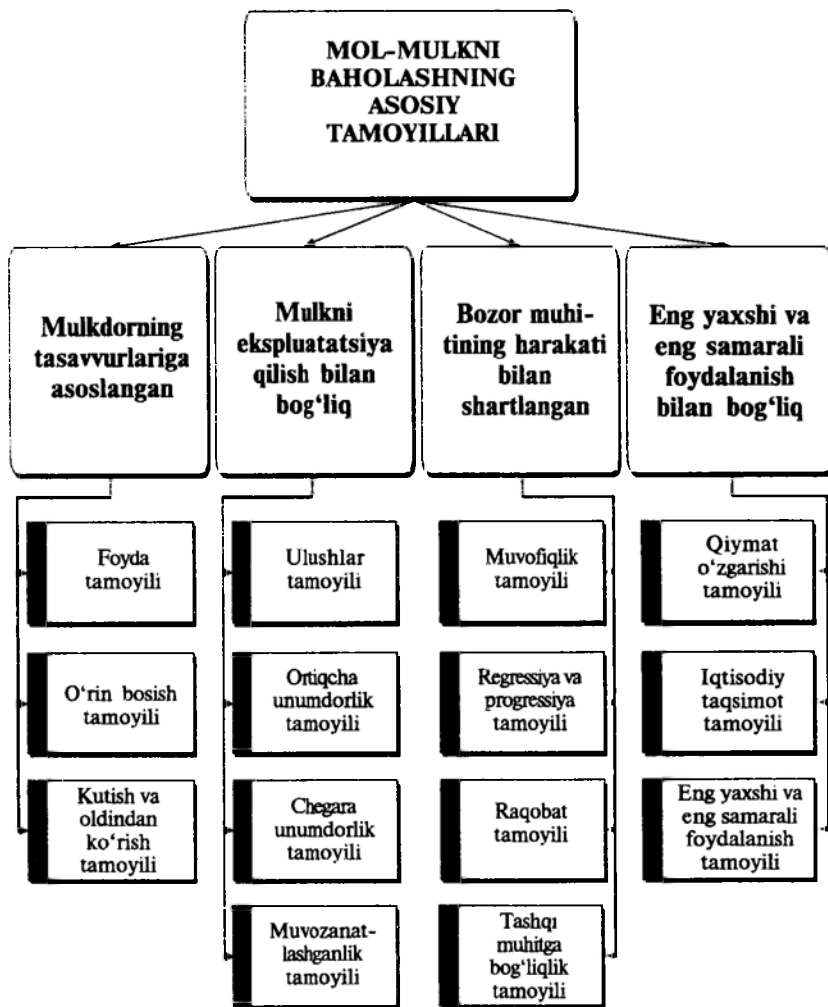 MOL-MULKNI
BAHOLASHNING
ASOSIY
TAMOYILLARI
Mulkdorning
tasavvurlariga
asoslangan
Foyda
tamoyili
O‘rin bosish
tamoyili
Kutish va
oldindan
ko‘rish
tamoyili
Mulkni
ekspluatatsiya
qilish bilan
bog‘liq
Ulushlar
tamoyili
Ortiqcha
unumdorlik
tamoyili
Chegara
unumdorlik
tamoyili
Muvozanat-
lashganlik
tamoyili
Bozor muhi-
tining harakati
bilan
shartlangan
Muvofiqlik
tamoyili
Regressiya va
progressiya
tamoyili
Raqobat
tamoyili
Tashqı
muhitga
bog‘liqlik
tamoyili
Eng yaxshi va
eng samarali
foydalanish
bilan bog‘liq
Qiymat
o‘zgarishi
tamoyili
Iqtisodiy
taqsimot
tamoyili
Eng yaxshi va
eng samarali
foydalanish
tamoyili